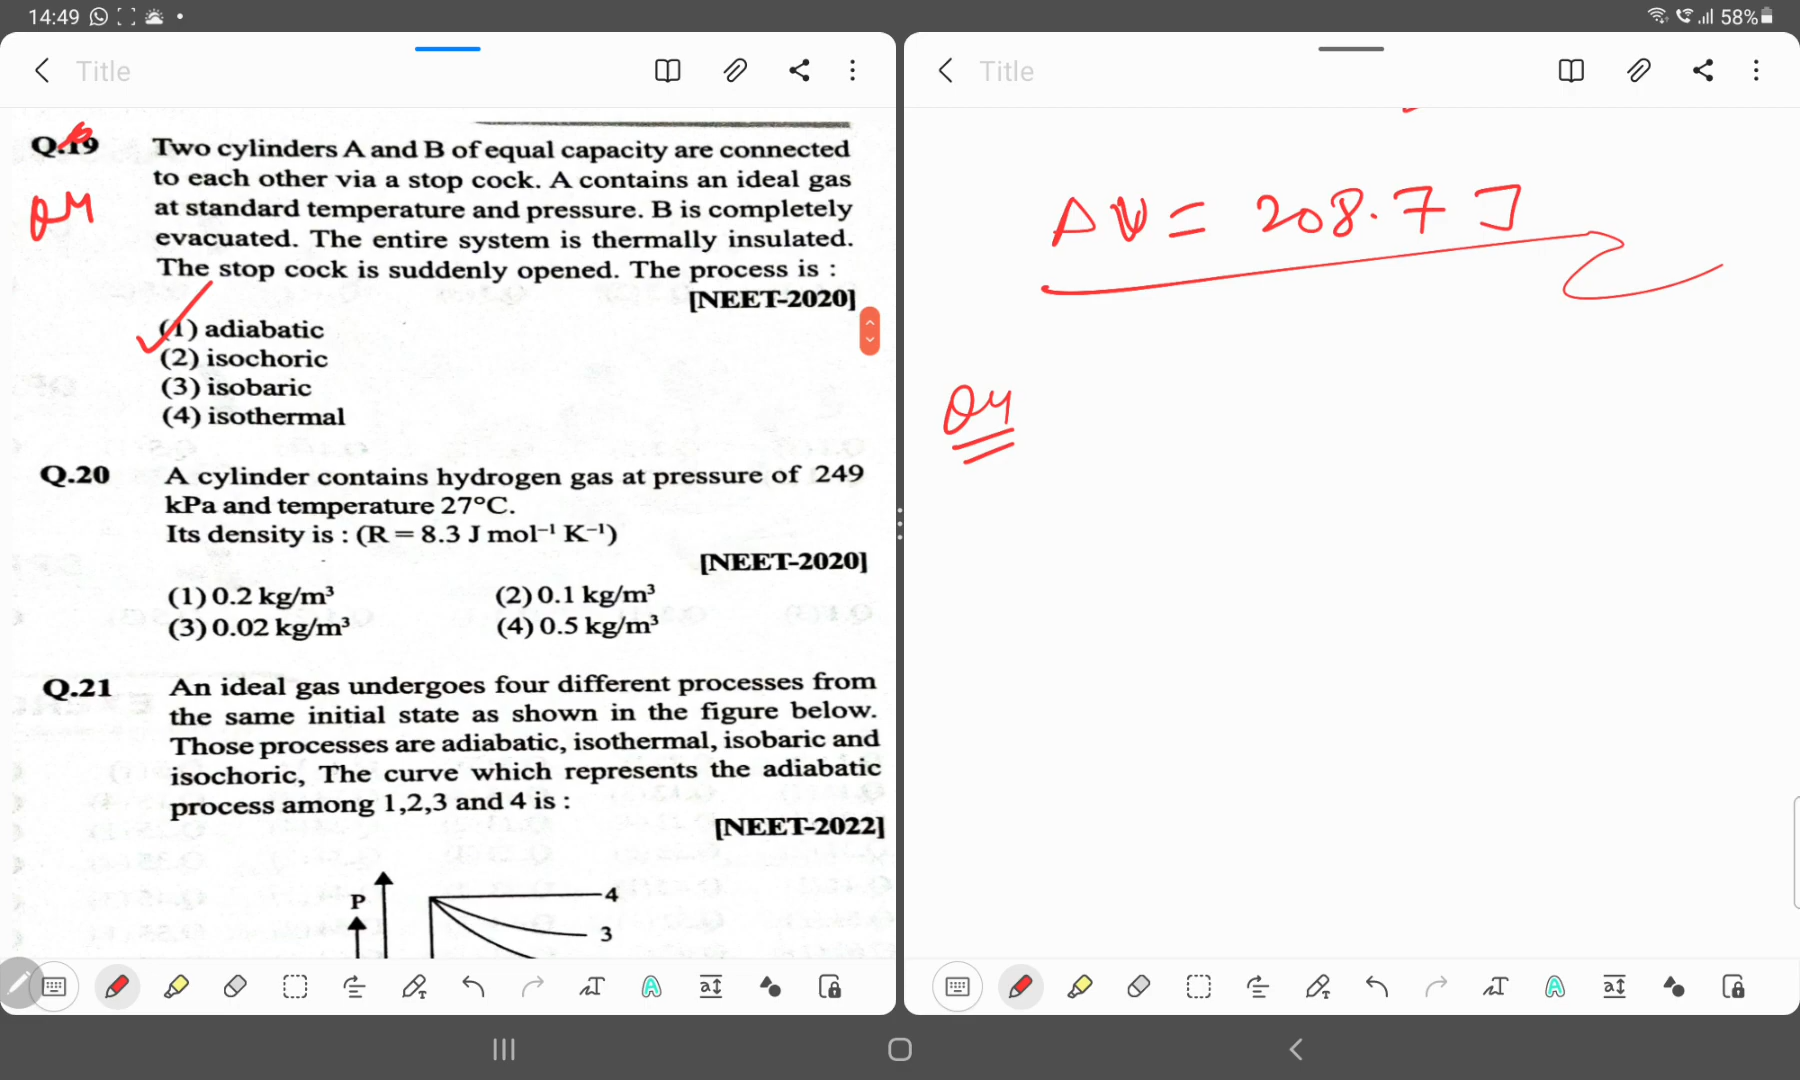 14:49
58%
Title
Q.19 Two cylinders A and B of equal capacity are connected
to each other via a stop cock. A contains an ideal gas
at standard temperature and pressure. B is completely
evacuated. The entire system is thermally insulated.
The stop cock is suddenly opened. The process is :
[NEET-2020]
(1) adiabatic
(2) isochoric
(3) isobaric
(4) isothermal
Q4
Q.20 A cylinder contains hydrogen gas at pressure of 249
kPa and temperature 27°C.
Its density is : (R = 8.3 J mol⁻¹ K⁻¹)
[NEET-2020]
(1) 0.2 kg/m³ (2) 0.1 kg/m³
(3) 0.02 kg/m³ (4) 0.5 kg/m³
Q.21 An ideal gas undergoes four different processes from
the same initial state as shown in the figure below.
Those processes are adiabatic, isothermal, isobaric and
isochoric, The curve which represents the adiabatic
process among 1,2,3 and 4 is :
[NEET-2022]
P
4
3
Title
ΔU = 208.7 J
Q4